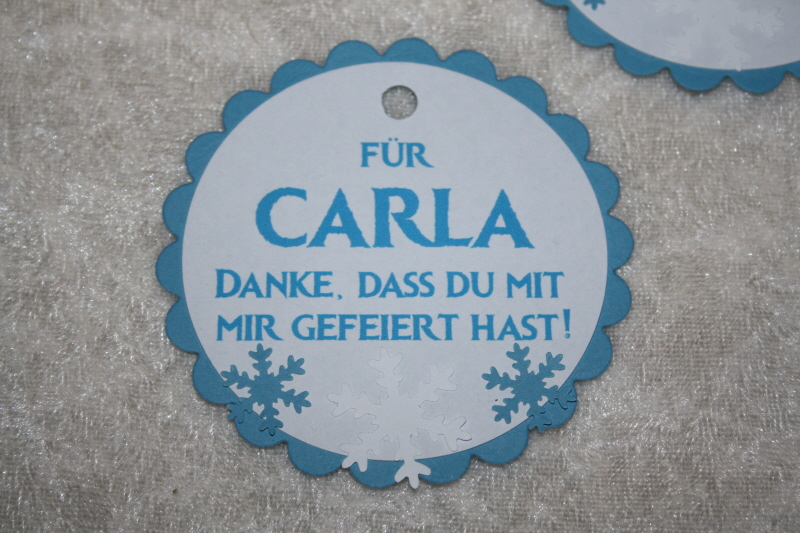 FÜR
CARLA
DANKE, DASS DU MIT
MIR GEFEIERT HAST!